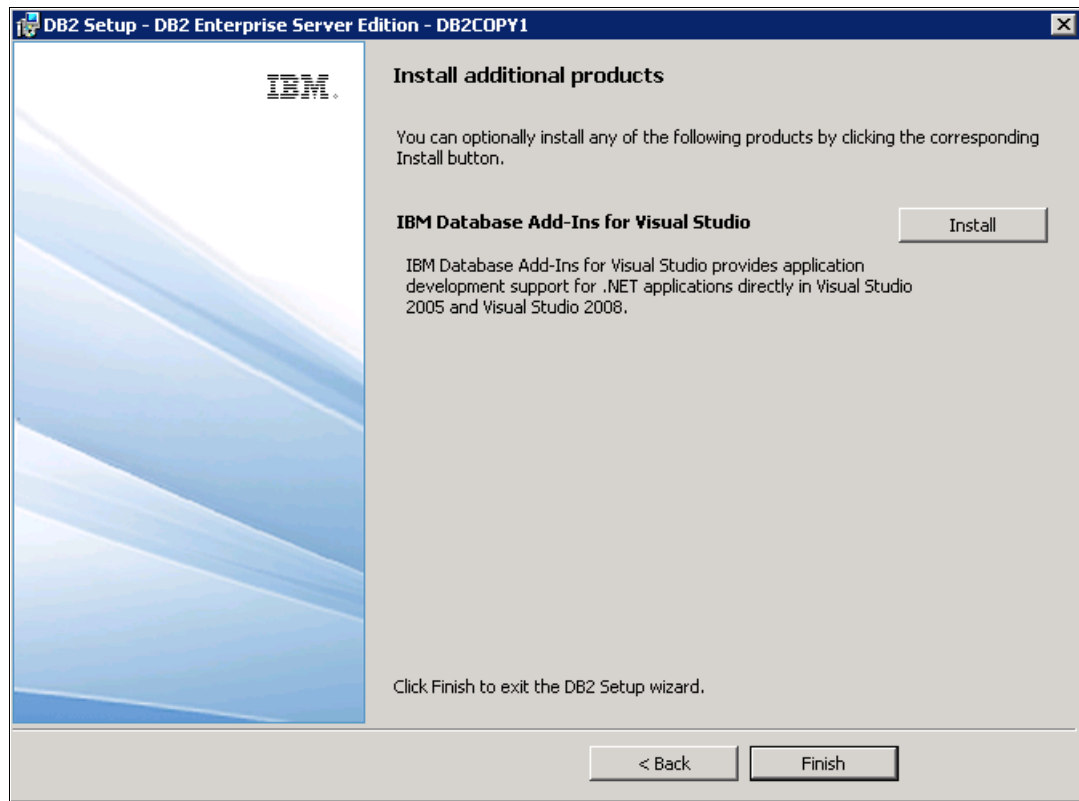 DB2 Setup - DB2 Enterprise Server Edition - DB2COPY1
IBM.
Install additional products
You can optionally install any of the following products by clicking the corresponding
Install button.
IBM Database Add-Ins for Visual Studio
Install
IBM Database Add-Ins for Visual Studio provides application
development support for .NET applications directly in Visual Studio
2005 and Visual Studio 2008.
Click Finish to exit the DB2 Setup wizard.
< Back
Finish